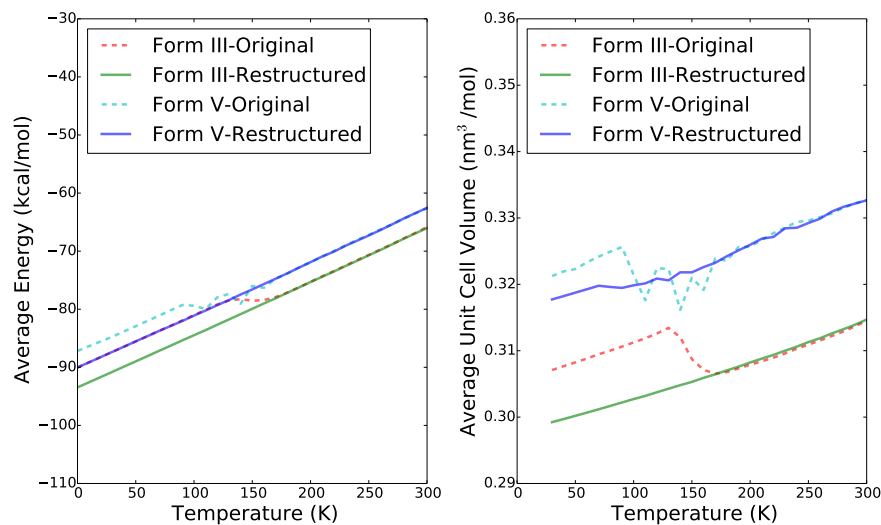 −30
−40
−50
−60
−70
−80
−90
−100
−110
0
50
100
150
200
250
300
Temperature (K)
Average Energy (kcal/mol)
Form III-Original
Form III-Restructured
Form V-Original
Form V-Restructured
0.36
0.35
0.34
0.33
0.32
0.31
0.30
0.29
0
50
100
150
200
250
300
Temperature (K)
Average Unit Cell Volume (nm³ /mol)
Form III-Original
Form III-Restructured
Form V-Original
Form V-Restructured